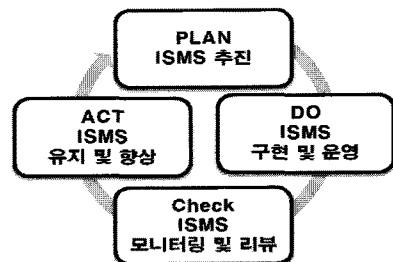 PLAN
ISMS 추진
DO
ISMS
구현 및 운영
Check
ISMS
모니터링 및 리뷰
ACT
ISMS
유지 및 향상